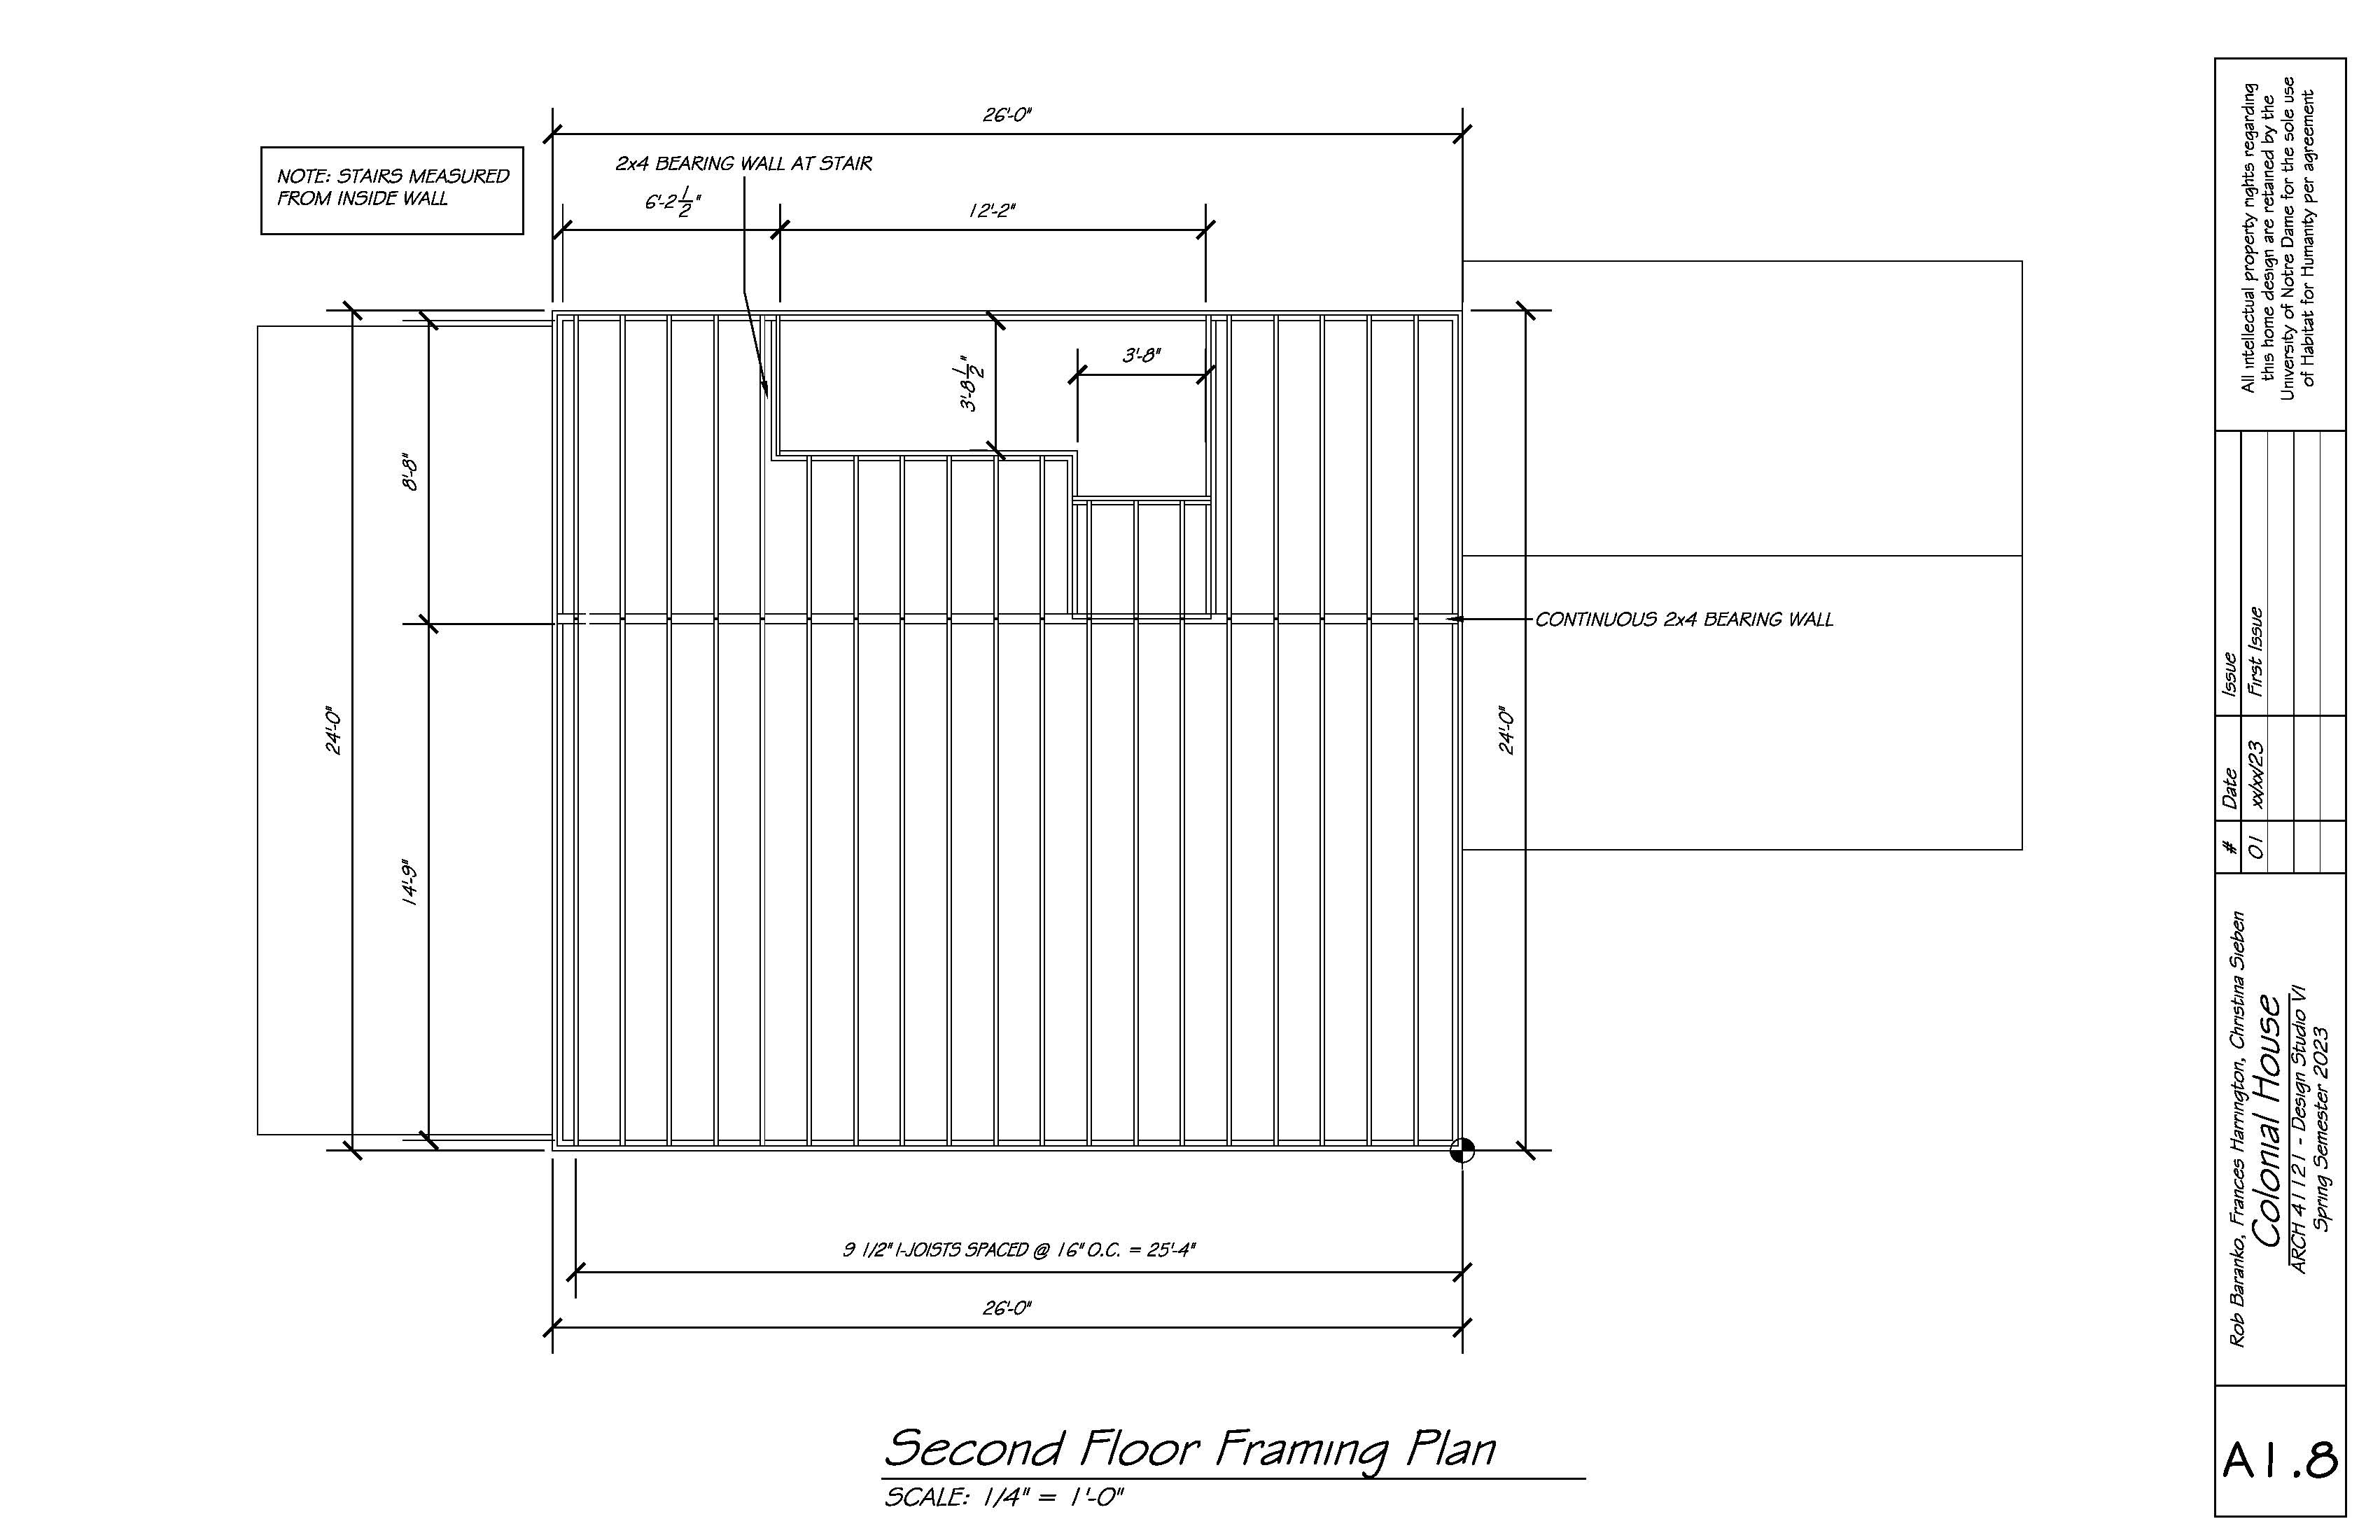 26'-0"
2x4 BEARING WALL AT STAIR
NOTE: STAIRS MEASURED
FROM INSIDE WALL
6'-2 1/2"
12'-2"
3'-8"
3'-8 1/2"
8'-8"
CONTINUOUS 2x4 BEARING WALL
24'-0"
24'-0"
14'-9"
9 1/2" I-JOISTS SPACED @ 16" O.C. = 25'-4"
26'-0"
Second Floor Framing Plan
SCALE: 1/4" = 1'-0"
All intellectual property rights regarding
this home design are retained by the
University of Notre Dame for the sole use
of Habitat for Humanity per agreement
# Date Issue
01 xx/xx/23 First Issue
Rob Baranko, Frances Harrington, Christina Sieben
Colonial House
ARCH 41121 - Design Studio VI
Spring Semester 2023
A1.8